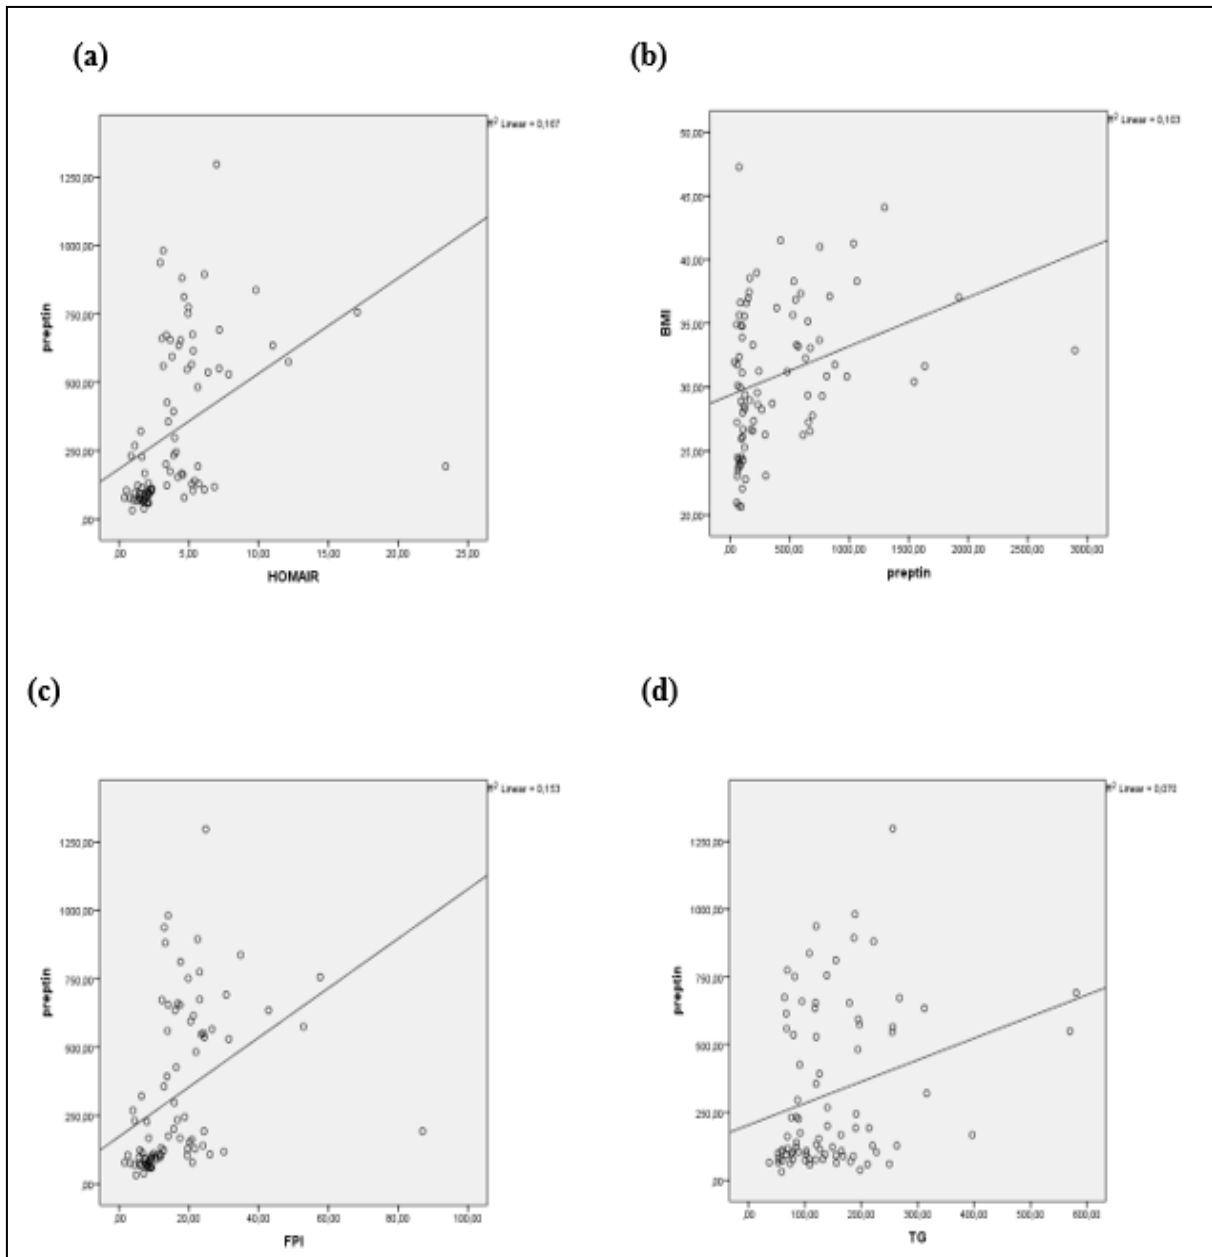 (a)
R² Linear = 0,167
preptin
1250,00
1000,00
750,00
500,00
250,00
,00
,00 5,00 10,00 15,00 20,00 25,00
HOMAIR
(b)
R² Linear = 0,103
BMI
50,00
45,00
40,00
35,00
30,00
25,00
20,00
,00 500,00 1000,00 1500,00 2000,00 2500,00 3000,00
preptin
(c)
R² Linear = 0,153
preptin
1250,00
1000,00
750,00
500,00
250,00
,00
,00 20,00 40,00 60,00 80,00 100,00
FPI
(d)
R² Linear = 0,070
preptin
1250,00
1000,00
750,00
500,00
250,00
,00
,00 100,00 200,00 300,00 400,00 500,00 600,00
TG